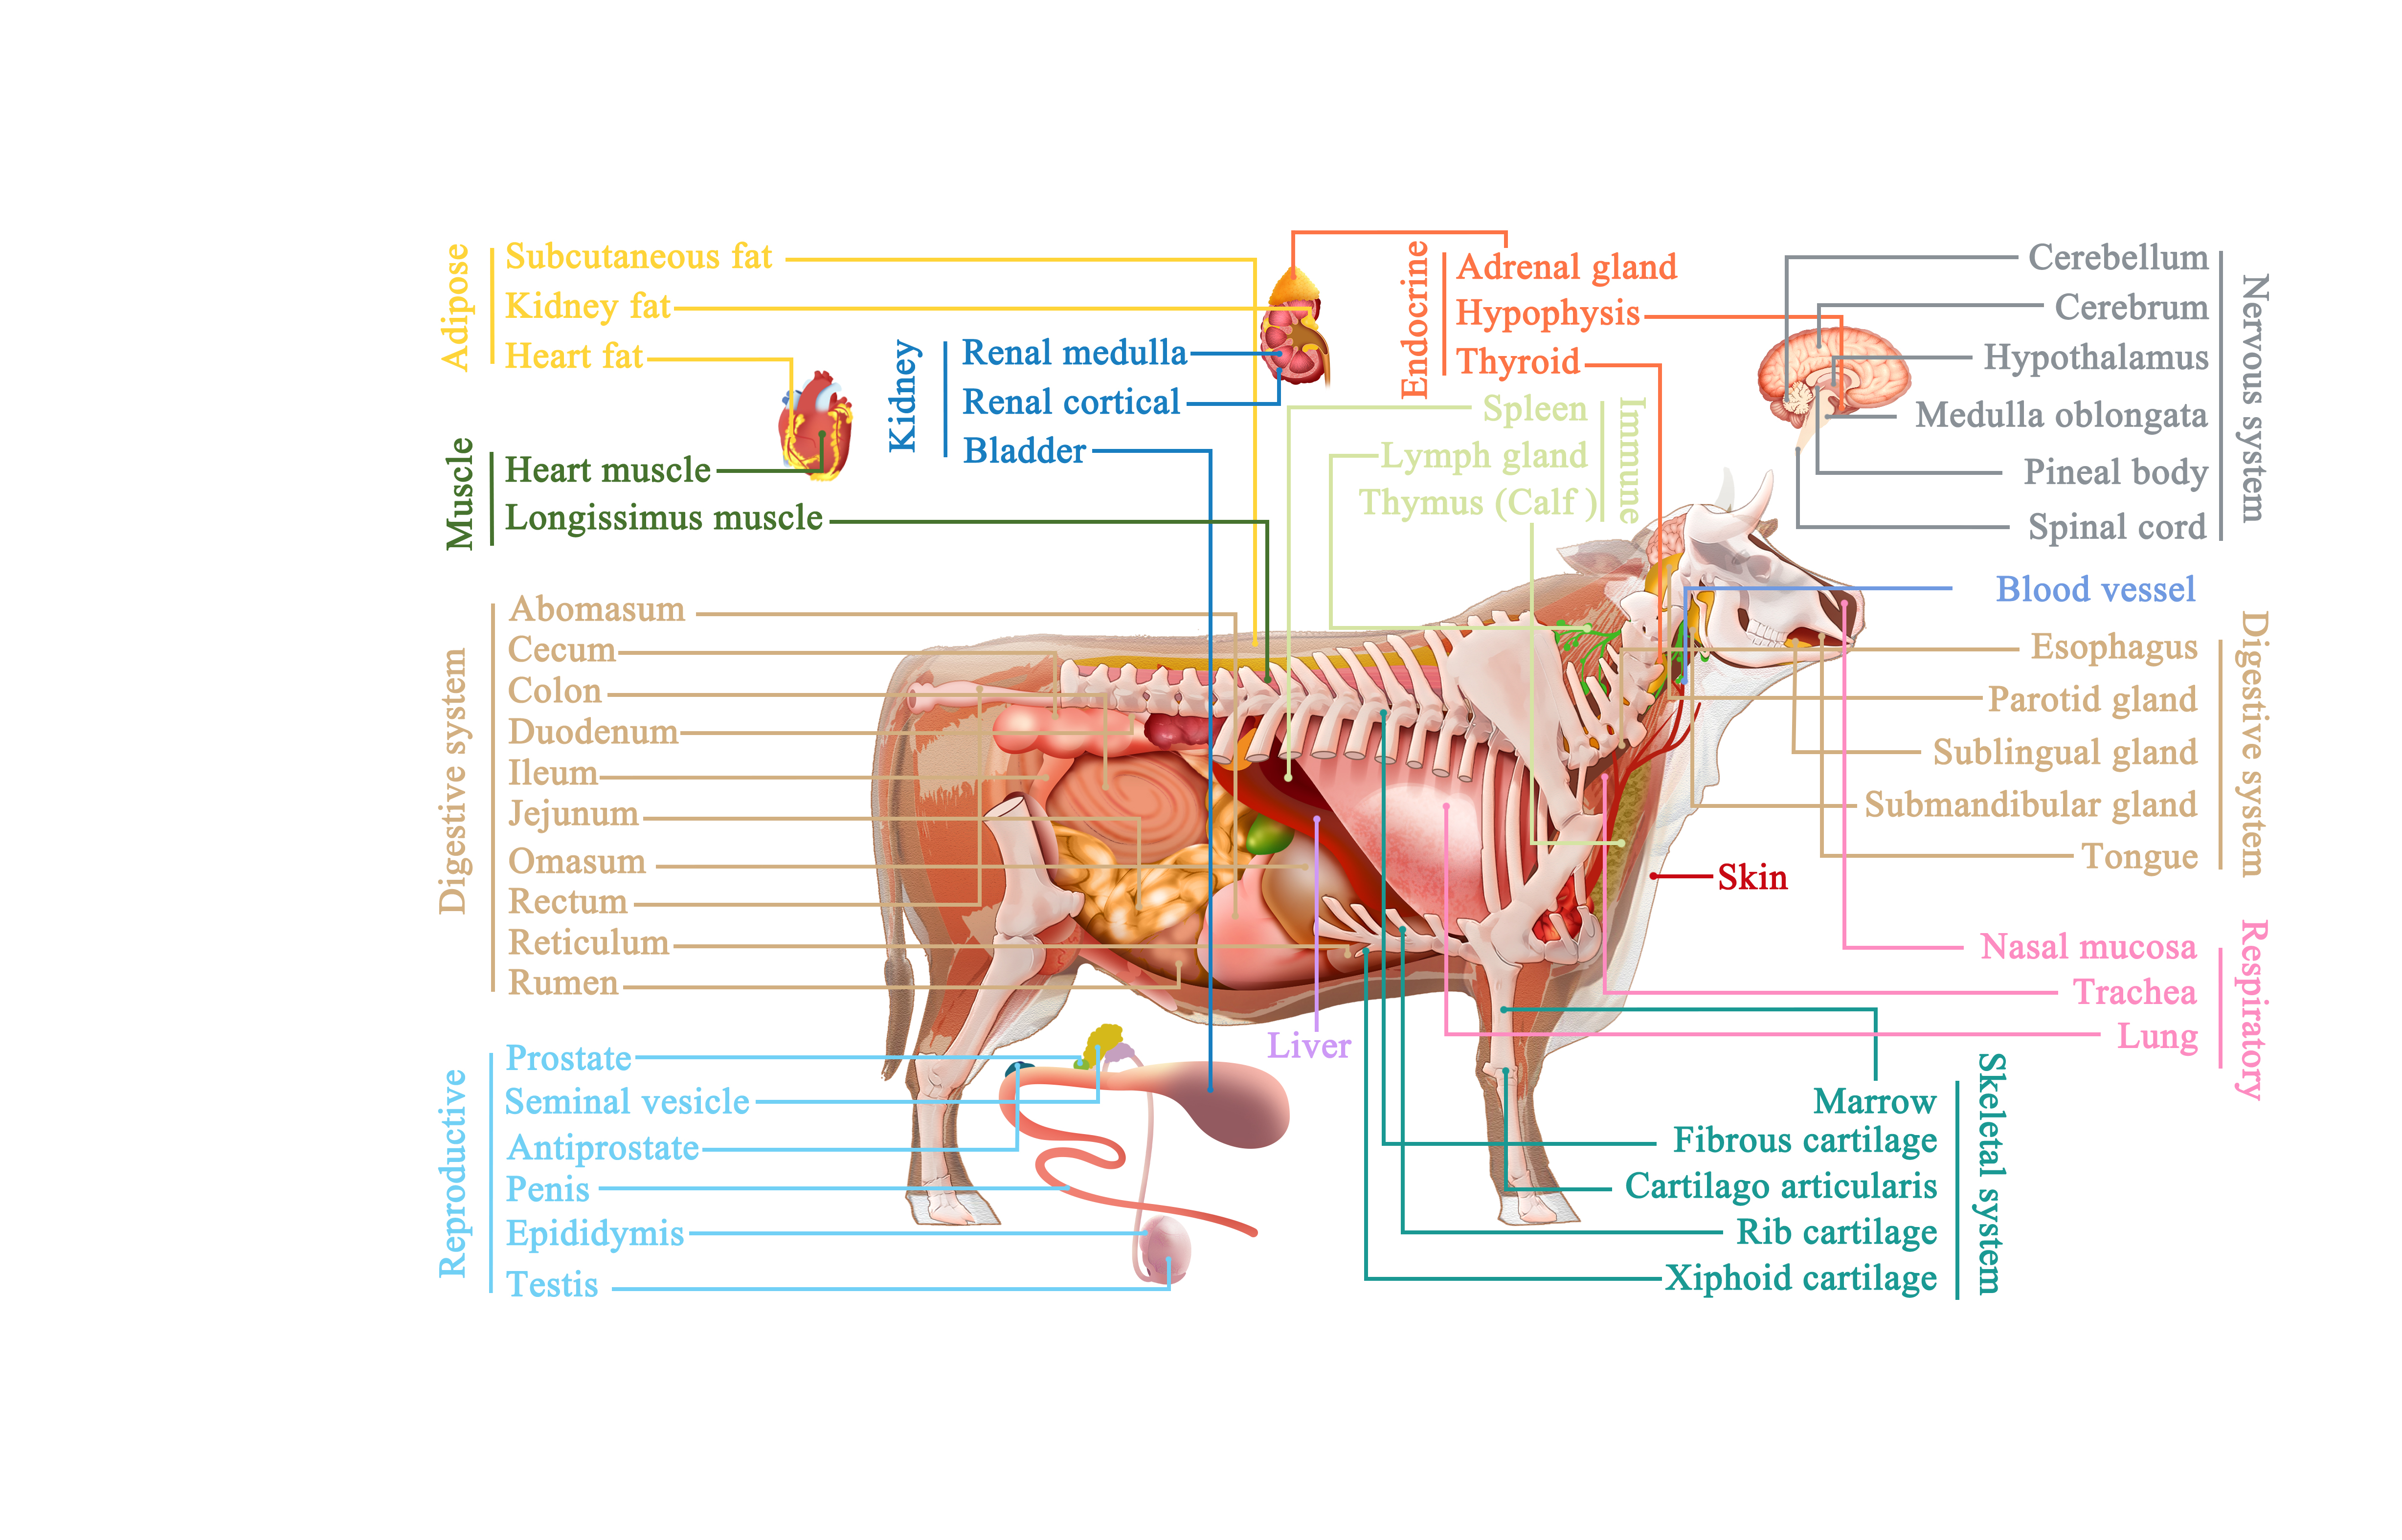 Adipose
Subcutaneous fat
Kidney fat
Heart fat
Muscle
Heart muscle
Longissimus muscle
Kidney
Renal medulla
Renal cortical
Bladder
Endocrine
Adrenal gland
Hypophysis
Thyroid
Immune
Spleen
Lymph gland
Thymus (Calf )
Nervous system
Cerebellum
Cerebrum
Hypothalamus
Medulla oblongata
Pineal body
Spinal cord
Blood vessel
Digestive system
Abomasum
Cecum
Colon
Duodenum
Ileum
Jejunum
Omasum
Rectum
Reticulum
Rumen
Digestive system
Esophagus
Parotid gland
Sublingual gland
Submandibular gland
Tongue
Skin
Respiratory
Nasal mucosa
Trachea
Lung
Liver
Reproductive
Prostate
Seminal vesicle
Antiprostate
Penis
Epididymis
Testis
Skeletal system
Marrow
Fibrous cartilage
Cartilago articularis
Rib cartilage
Xiphoid cartilage